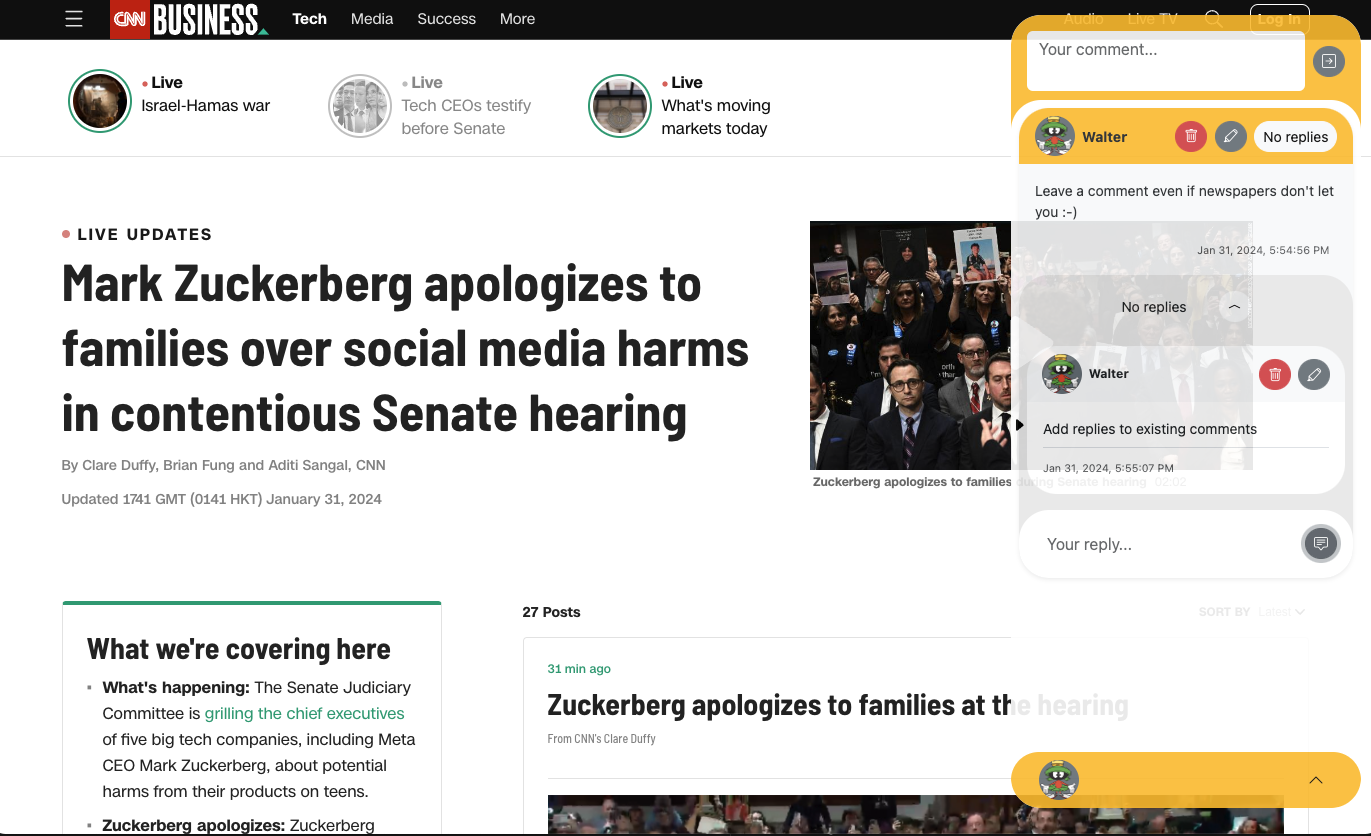 CNN BUSINESS
Tech
Media
Success
More
Audio
Live TV
Log In
Live
Israel-Hamas war
Live
Tech CEOs testify
before Senate
Live
What's moving
markets today
LIVE UPDATES
Mark Zuckerberg apologizes to
families over social media harms
in contentious Senate hearing
By Clare Duffy, Brian Fung and Aditi Sangal, CNN
Updated 1741 GMT (0141 HKT) January 31, 2024
Zuckerberg apologizes to families during Senate hearing 02:02
What we're covering here
What's happening: The Senate Judiciary
Committee is grilling the chief executives
of five big tech companies, including Meta
CEO Mark Zuckerberg, about potential
harms from their products on teens.
Zuckerberg apologizes: Zuckerberg
27 Posts
SORT BY Latest
31 min ago
Zuckerberg apologizes to families at the hearing
From CNN's Clare Duffy
Your comment...
Walter
No replies
Leave a comment even if newspapers don't let
you :-)
Jan 31, 2024, 5:54:56 PM
No replies
Walter
Add replies to existing comments
Jan 31, 2024, 5:55:07 PM
Your reply...